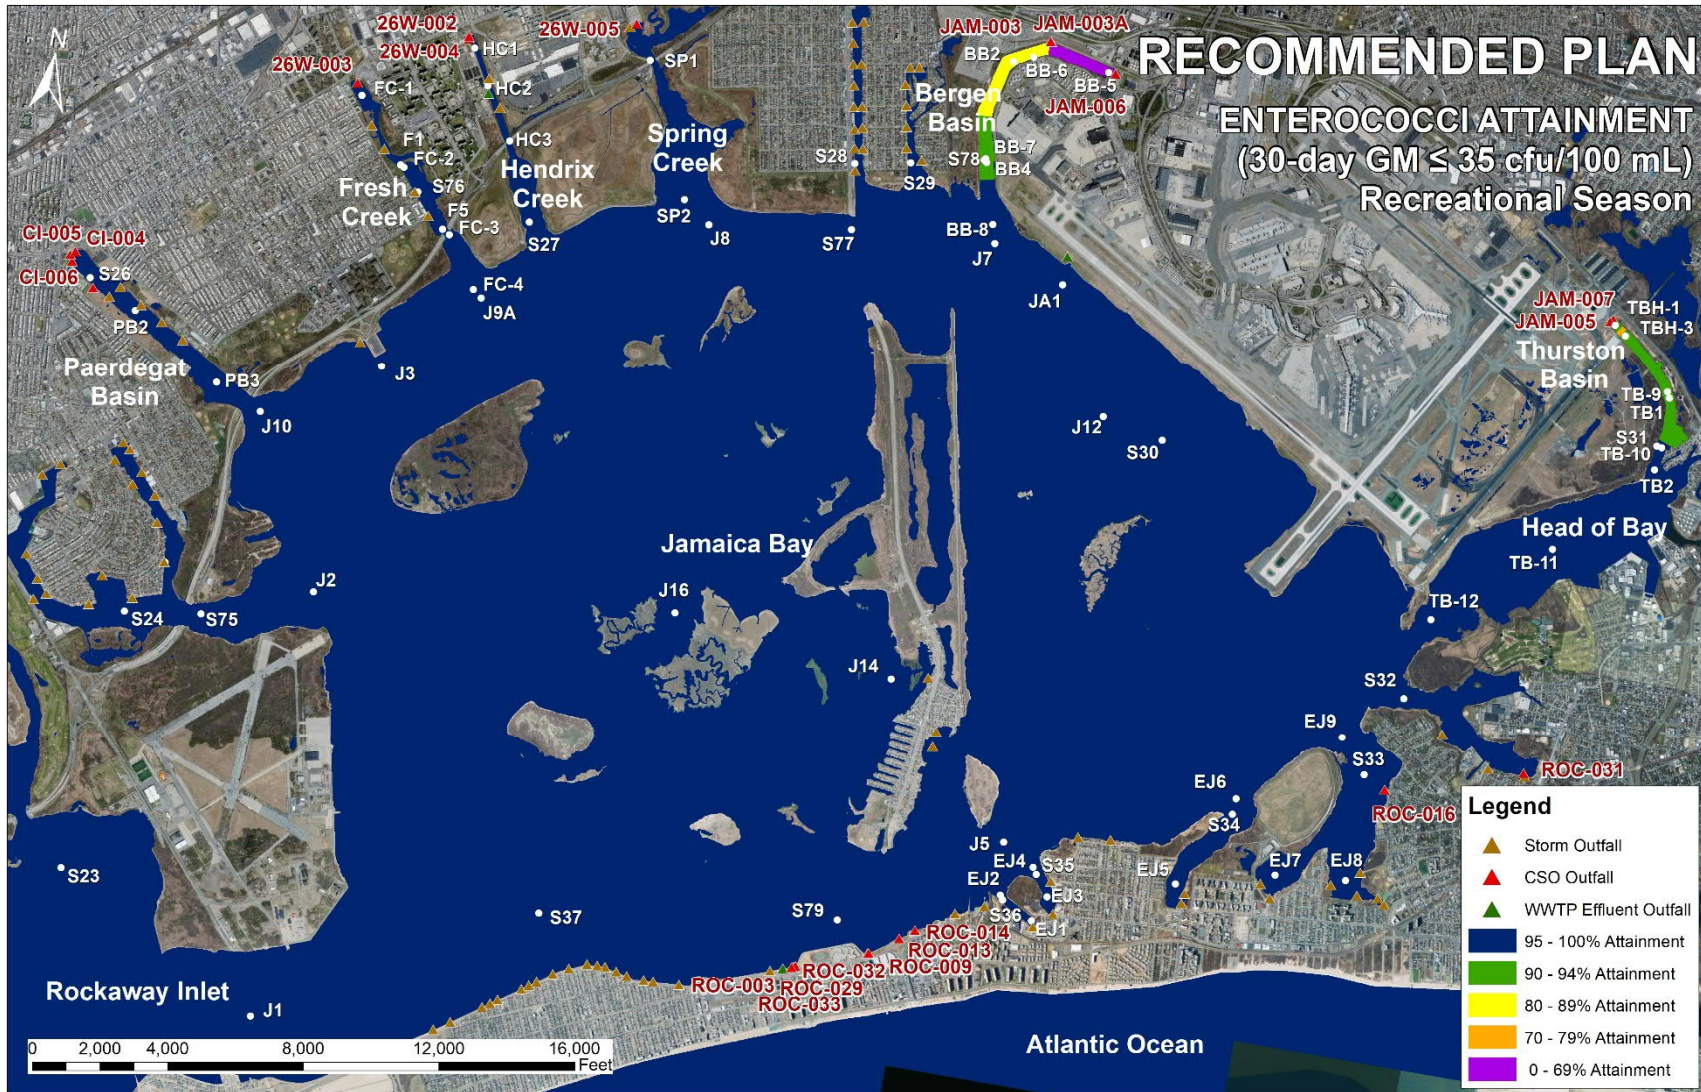 RECOMMENDED PLAN
ENTEROCOCCI ATTAINMENT
(30-day GM ≤ 35 cfu/100 mL)
Recreational Season
N
26W-002
26W-004
HC1
26W-005
SP1
JAM-003
JAM-003A
BB2
BB-6
BB-5
JAM-006
26W-003
FC-1
HC2
HC3
Bergen
Basin
F1
FC-2
Fresh
Creek
S76
F5
FC-3
Hendrix
Creek
S27
Spring
Creek
SP2
J8
S28
S29
S78
BB-7
BB4
S77
BB-8
J7
JA1
CI-005
CI-004
CI-006
S26
PB2
Paerdegat
Basin
PB3
J10
J3
FC-4
J9A
JAM-007
JAM-005
TBH-1
TBH-3
Thurston
Basin
TB-9
TB1
S31
TB-10
TB2
J12
S30
Head of Bay
TB-11
TB-12
Jamaica Bay
J16
J2
S24
S75
J14
S32
EJ9
S33
ROC-031
ROC-016
EJ6
S34
J5
EJ4
S35
EJ2
EJ3
S36
EJ1
EJ5
EJ7
EJ8
S23
S37
S79
ROC-014
ROC-013
ROC-009
ROC-032
ROC-003
ROC-029
ROC-033
Rockaway Inlet
J1
Atlantic Ocean
0 2,000 4,000 8,000 12,000 16,000
Feet
Legend
Storm Outfall
CSO Outfall
WWTP Effluent Outfall
95 - 100% Attainment
90 - 94% Attainment
80 - 89% Attainment
70 - 79% Attainment
0 - 69% Attainment